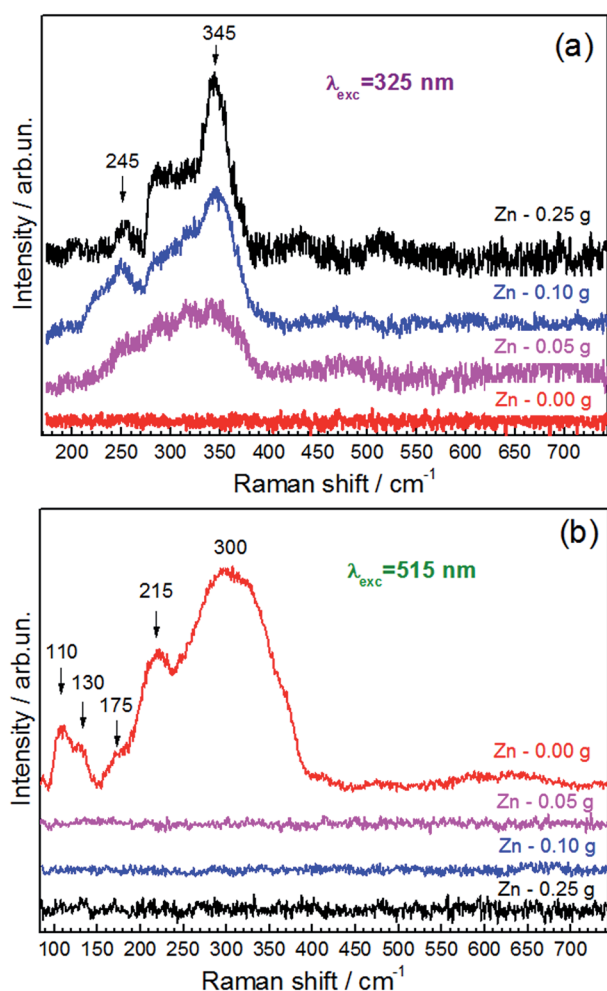 345
(a)
λexc=325 nm
245
Zn - 0.25 g
Zn - 0.10 g
Zn - 0.05 g
Zn - 0.00 g
Intensity / arb.un.
200 250 300 350 400 450 500 550 600 650 700
Raman shift / cm-1
(b)
300
λexc=515 nm
215
110
130
175
Zn - 0.00 g
Zn - 0.05 g
Zn - 0.10 g
Zn - 0.25 g
Intensity / arb.un.
100 150 200 250 300 350 400 450 500 550 600 650 700
Raman shift / cm-1